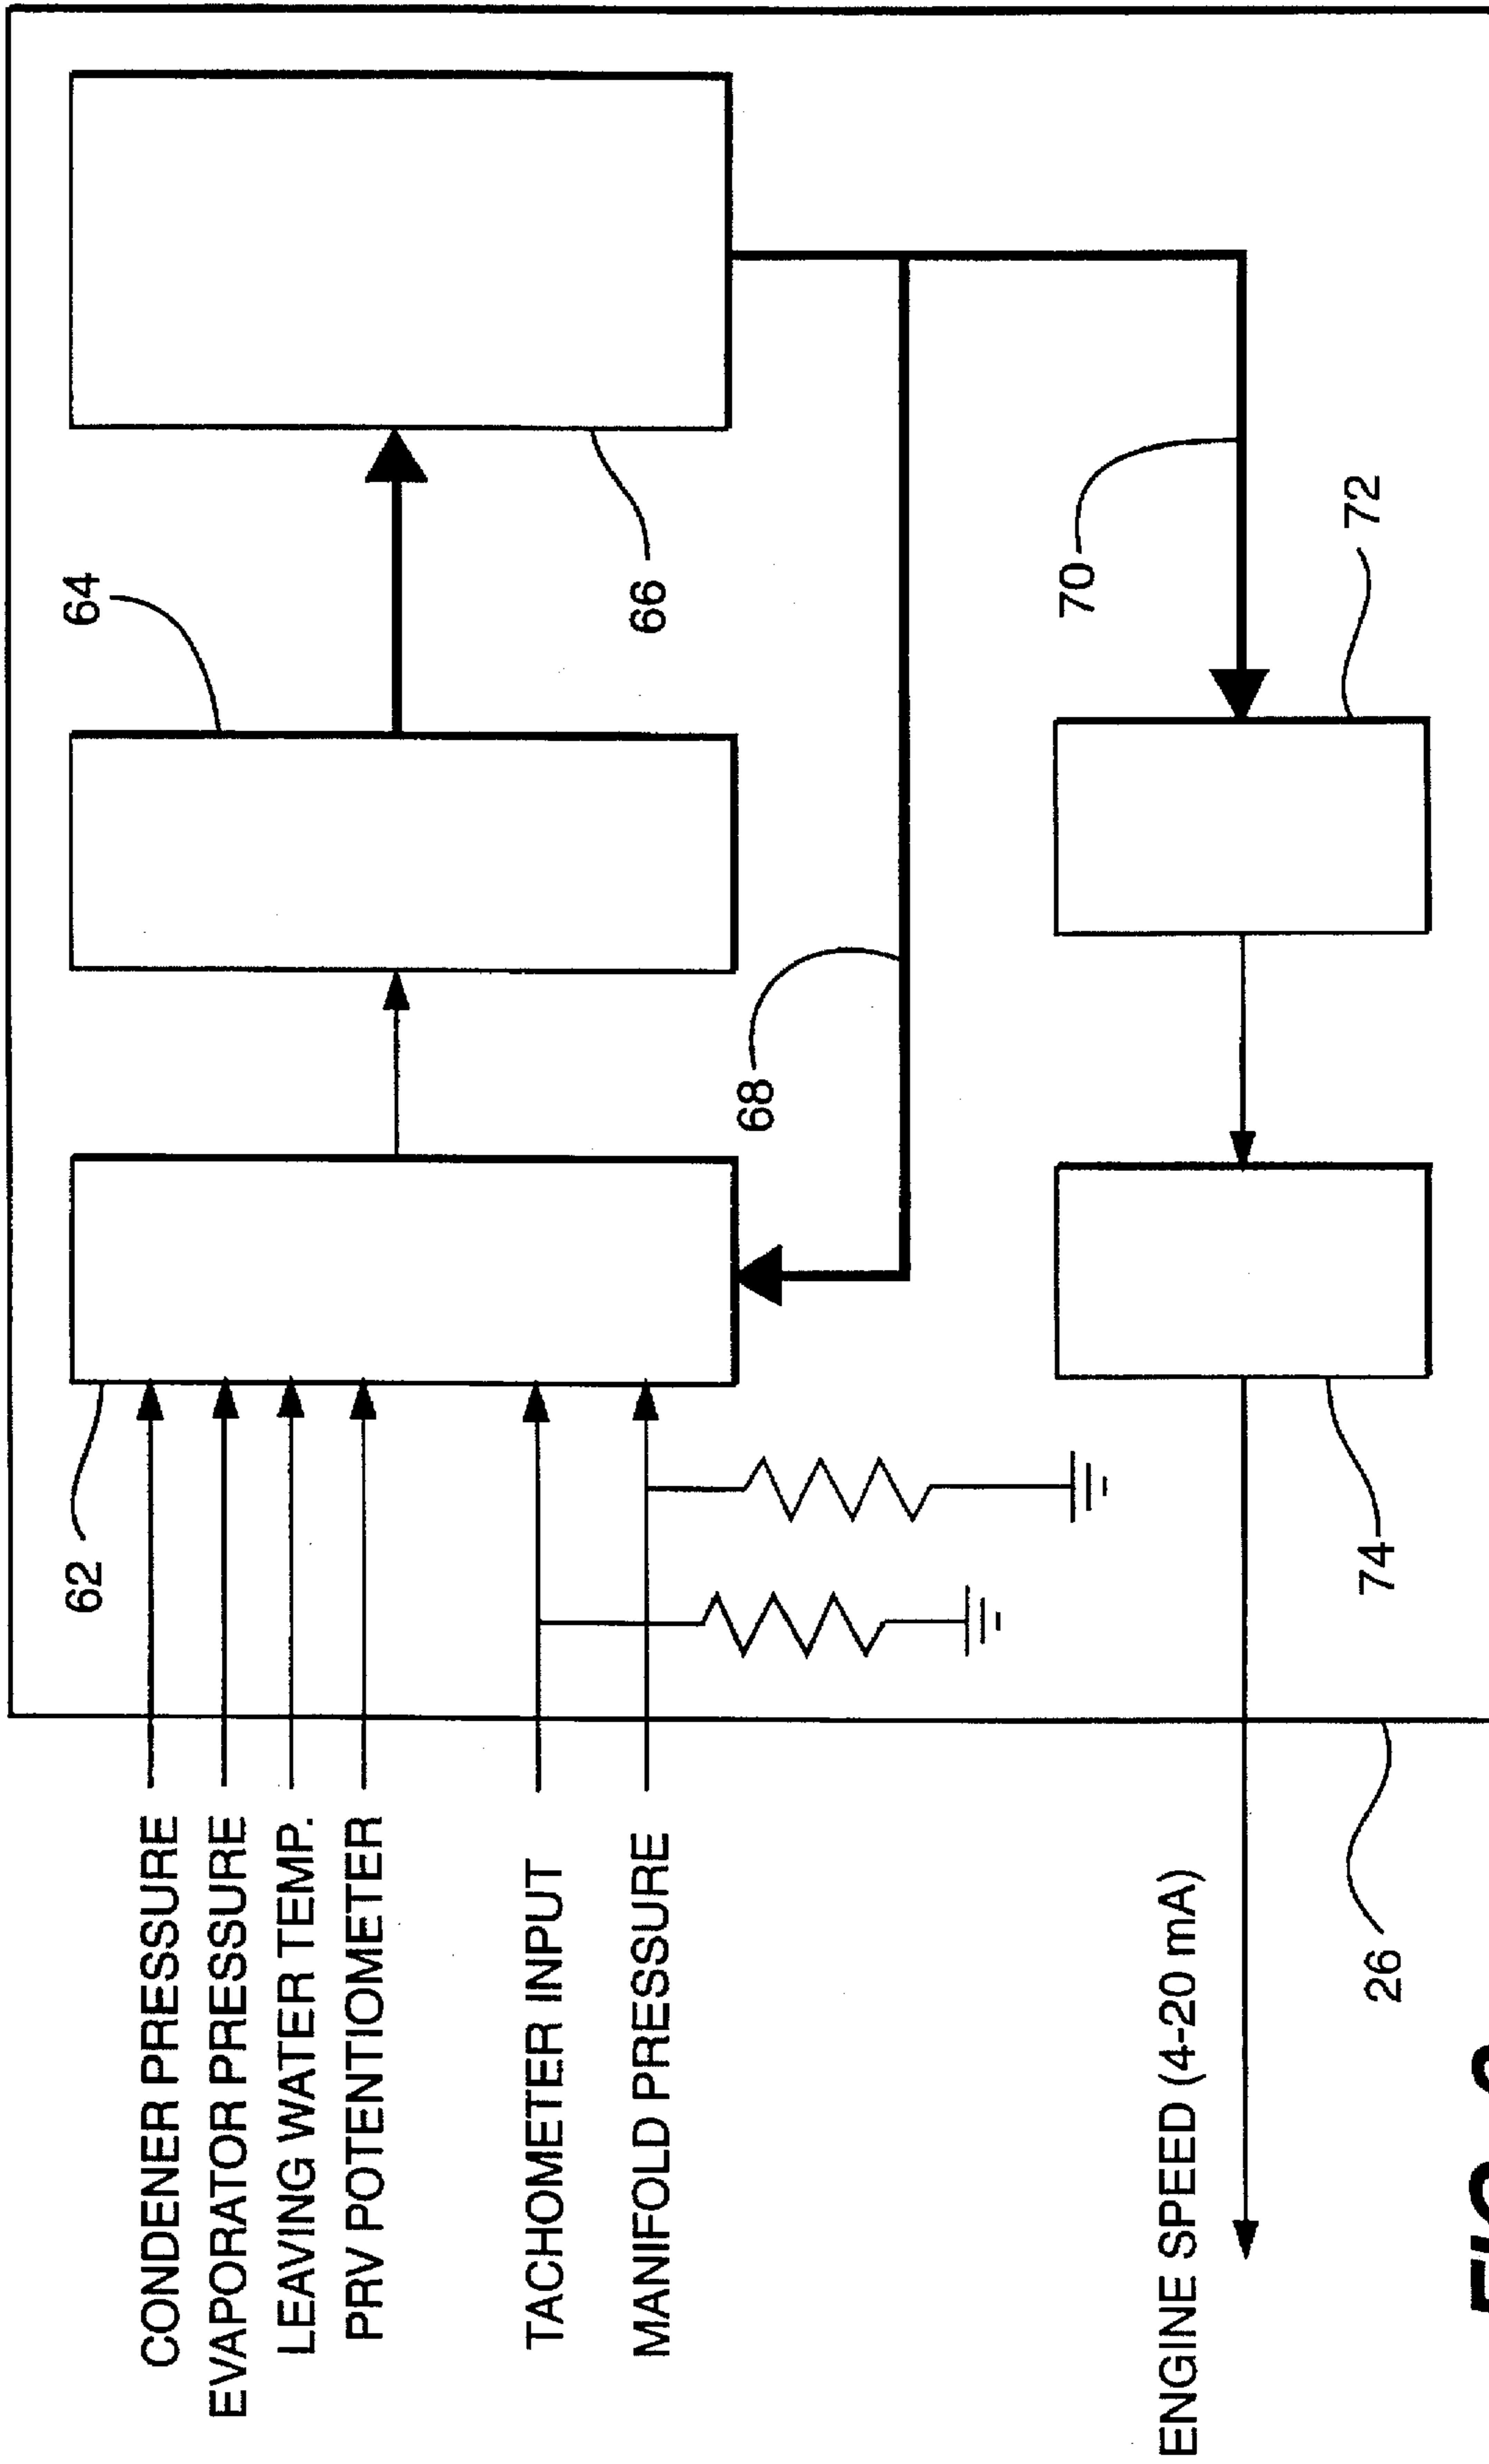 64
66
62
68
70
72
74
26
CONDENER PRESSURE
EVAPORATOR PRESSURE
LEAVING WATER TEMP.
PRV POTENTIOMETER
TACHOMETER INPUT
MANIFOLD PRESSURE
ENGINE SPEED (4-20 mA)
FIG.